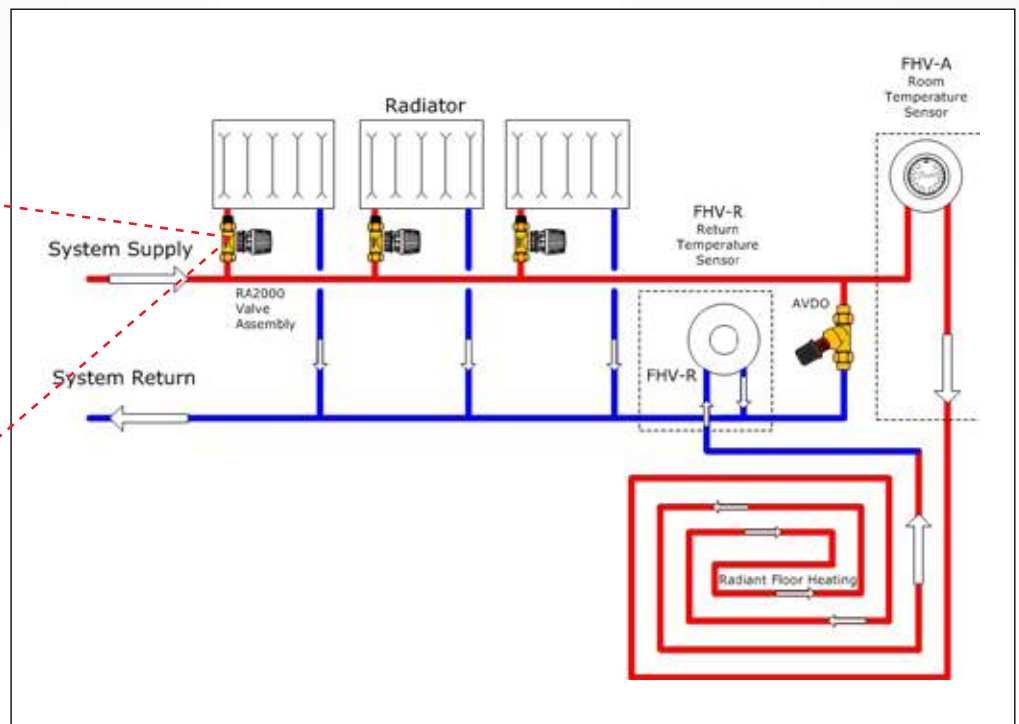 FHV-A
Room
Temperature
Sensor
Radiator
FHV-R
Return
Temperature
Sensor
System Supply
RA2000
Valve
Assembly
AVDO
System Return
FHV-R
Radiant Floor Heating